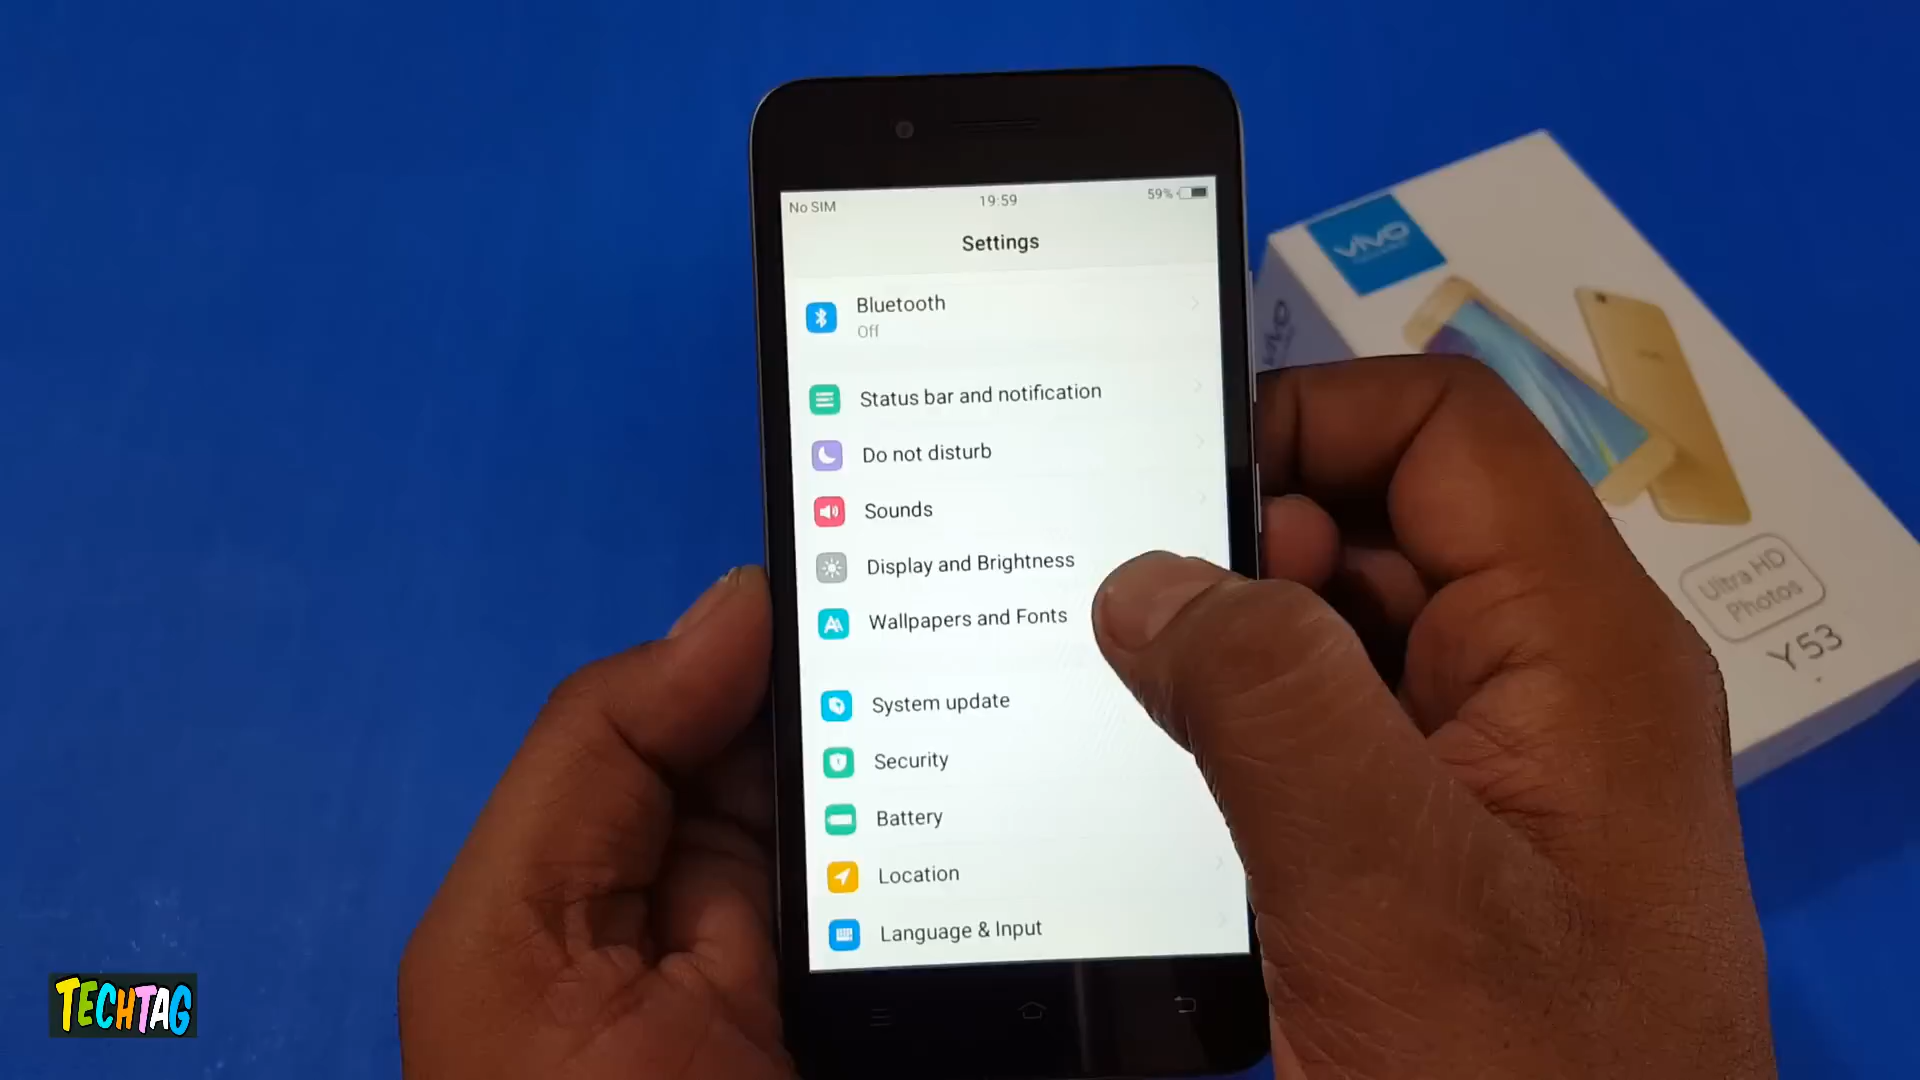 No SIM
19:59
59%
Settings
Bluetooth
Off
Status bar and notification
Do not disturb
Sounds
Display and Brightness
Wallpapers and Fonts
System update
Security
Battery
Location
Language & Input
vivo
vivo
Ultra HD
Photos
Y53
TECHTAG